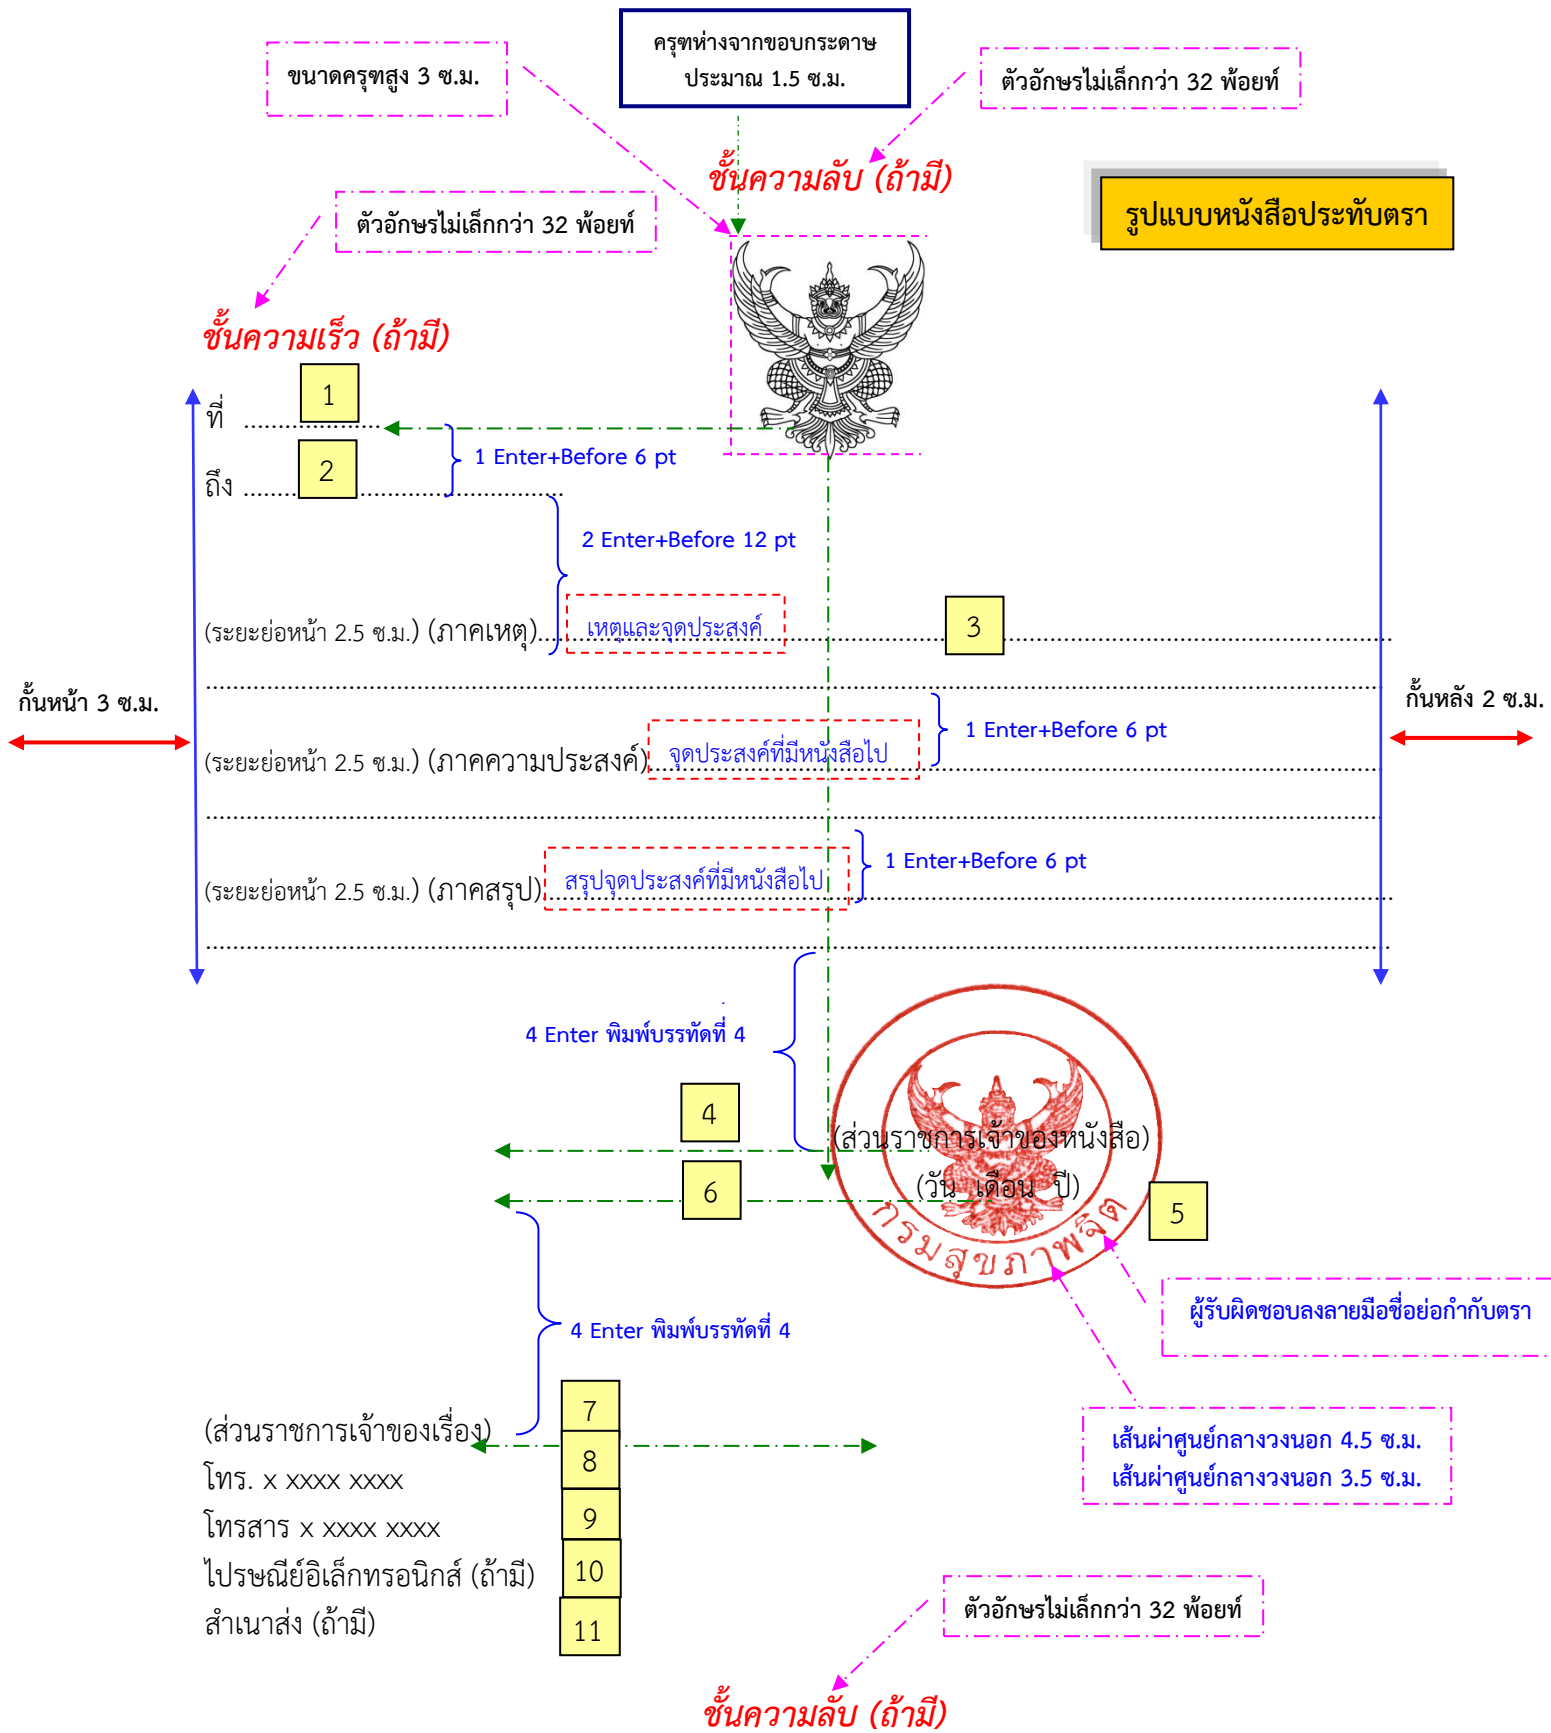 ครุฑห่างจากขอบกระดาษ
ประมาณ 1.5 ซ.ม.
ขนาดครุฑสูง 3 ซ.ม.
ตัวอักษรไม่เล็กกว่า 32 พ้อยท์
ชั้นความลับ (ถ้ามี)
รูปแบบหนังสือประทับตรา
ตัวอักษรไม่เล็กกว่า 32 พ้อยท์
ชั้นความเร็ว (ถ้ามี)
ที่ .................... 1
1 Enter+Before 6 pt
ถึง ................................................ 2
2 Enter+Before 12 pt
(ระยะย่อหน้า 2.5 ซ.ม.) (ภาคเหตุ) เหตุและจุดประสงค์ 3
กั้นหน้า 3 ซ.ม.
กั้นหลัง 2 ซ.ม.
1 Enter+Before 6 pt
(ระยะย่อหน้า 2.5 ซ.ม.) (ภาคความประสงค์) จุดประสงค์ที่มีหนังสือไป
1 Enter+Before 6 pt
(ระยะย่อหน้า 2.5 ซ.ม.) (ภาคสรุป) สรุปจุดประสงค์ที่มีหนังสือไป
4 Enter พิมพ์บรรทัดที่ 4
4
(ส่วนราชการเจ้าของหนังสือ)
6
(วัน เดือน ปี)
5
กรมสุขภาพจิต
ผู้รับผิดชอบลงลายมือชื่อย่อกำกับตรา
4 Enter พิมพ์บรรทัดที่ 4
เส้นผ่าศูนย์กลางวงนอก 4.5 ซ.ม.
เส้นผ่าศูนย์กลางวงนอก 3.5 ซ.ม.
(ส่วนราชการเจ้าของเรื่อง) 7
โทร. x xxxx xxxx 8
โทรสาร x xxxx xxxx 9
ไปรษณีย์อิเล็กทรอนิกส์ (ถ้ามี) 10
สำเนาส่ง (ถ้ามี) 11
ตัวอักษรไม่เล็กกว่า 32 พ้อยท์
ชั้นความลับ (ถ้ามี)